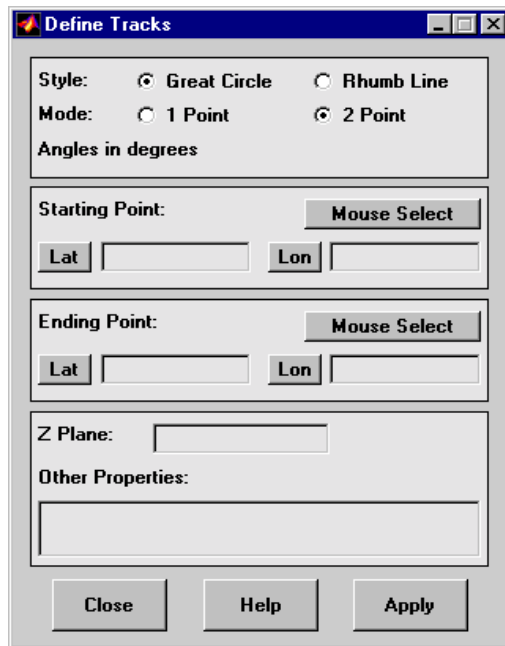 Define Tracks
Style: Great Circle Rhumb Line
Mode: 1 Point 2 Point
Angles in degrees
Starting Point: Mouse Select
Lat Lon
Ending Point: Mouse Select
Lat Lon
Z Plane:
Other Properties:
Close Help Apply